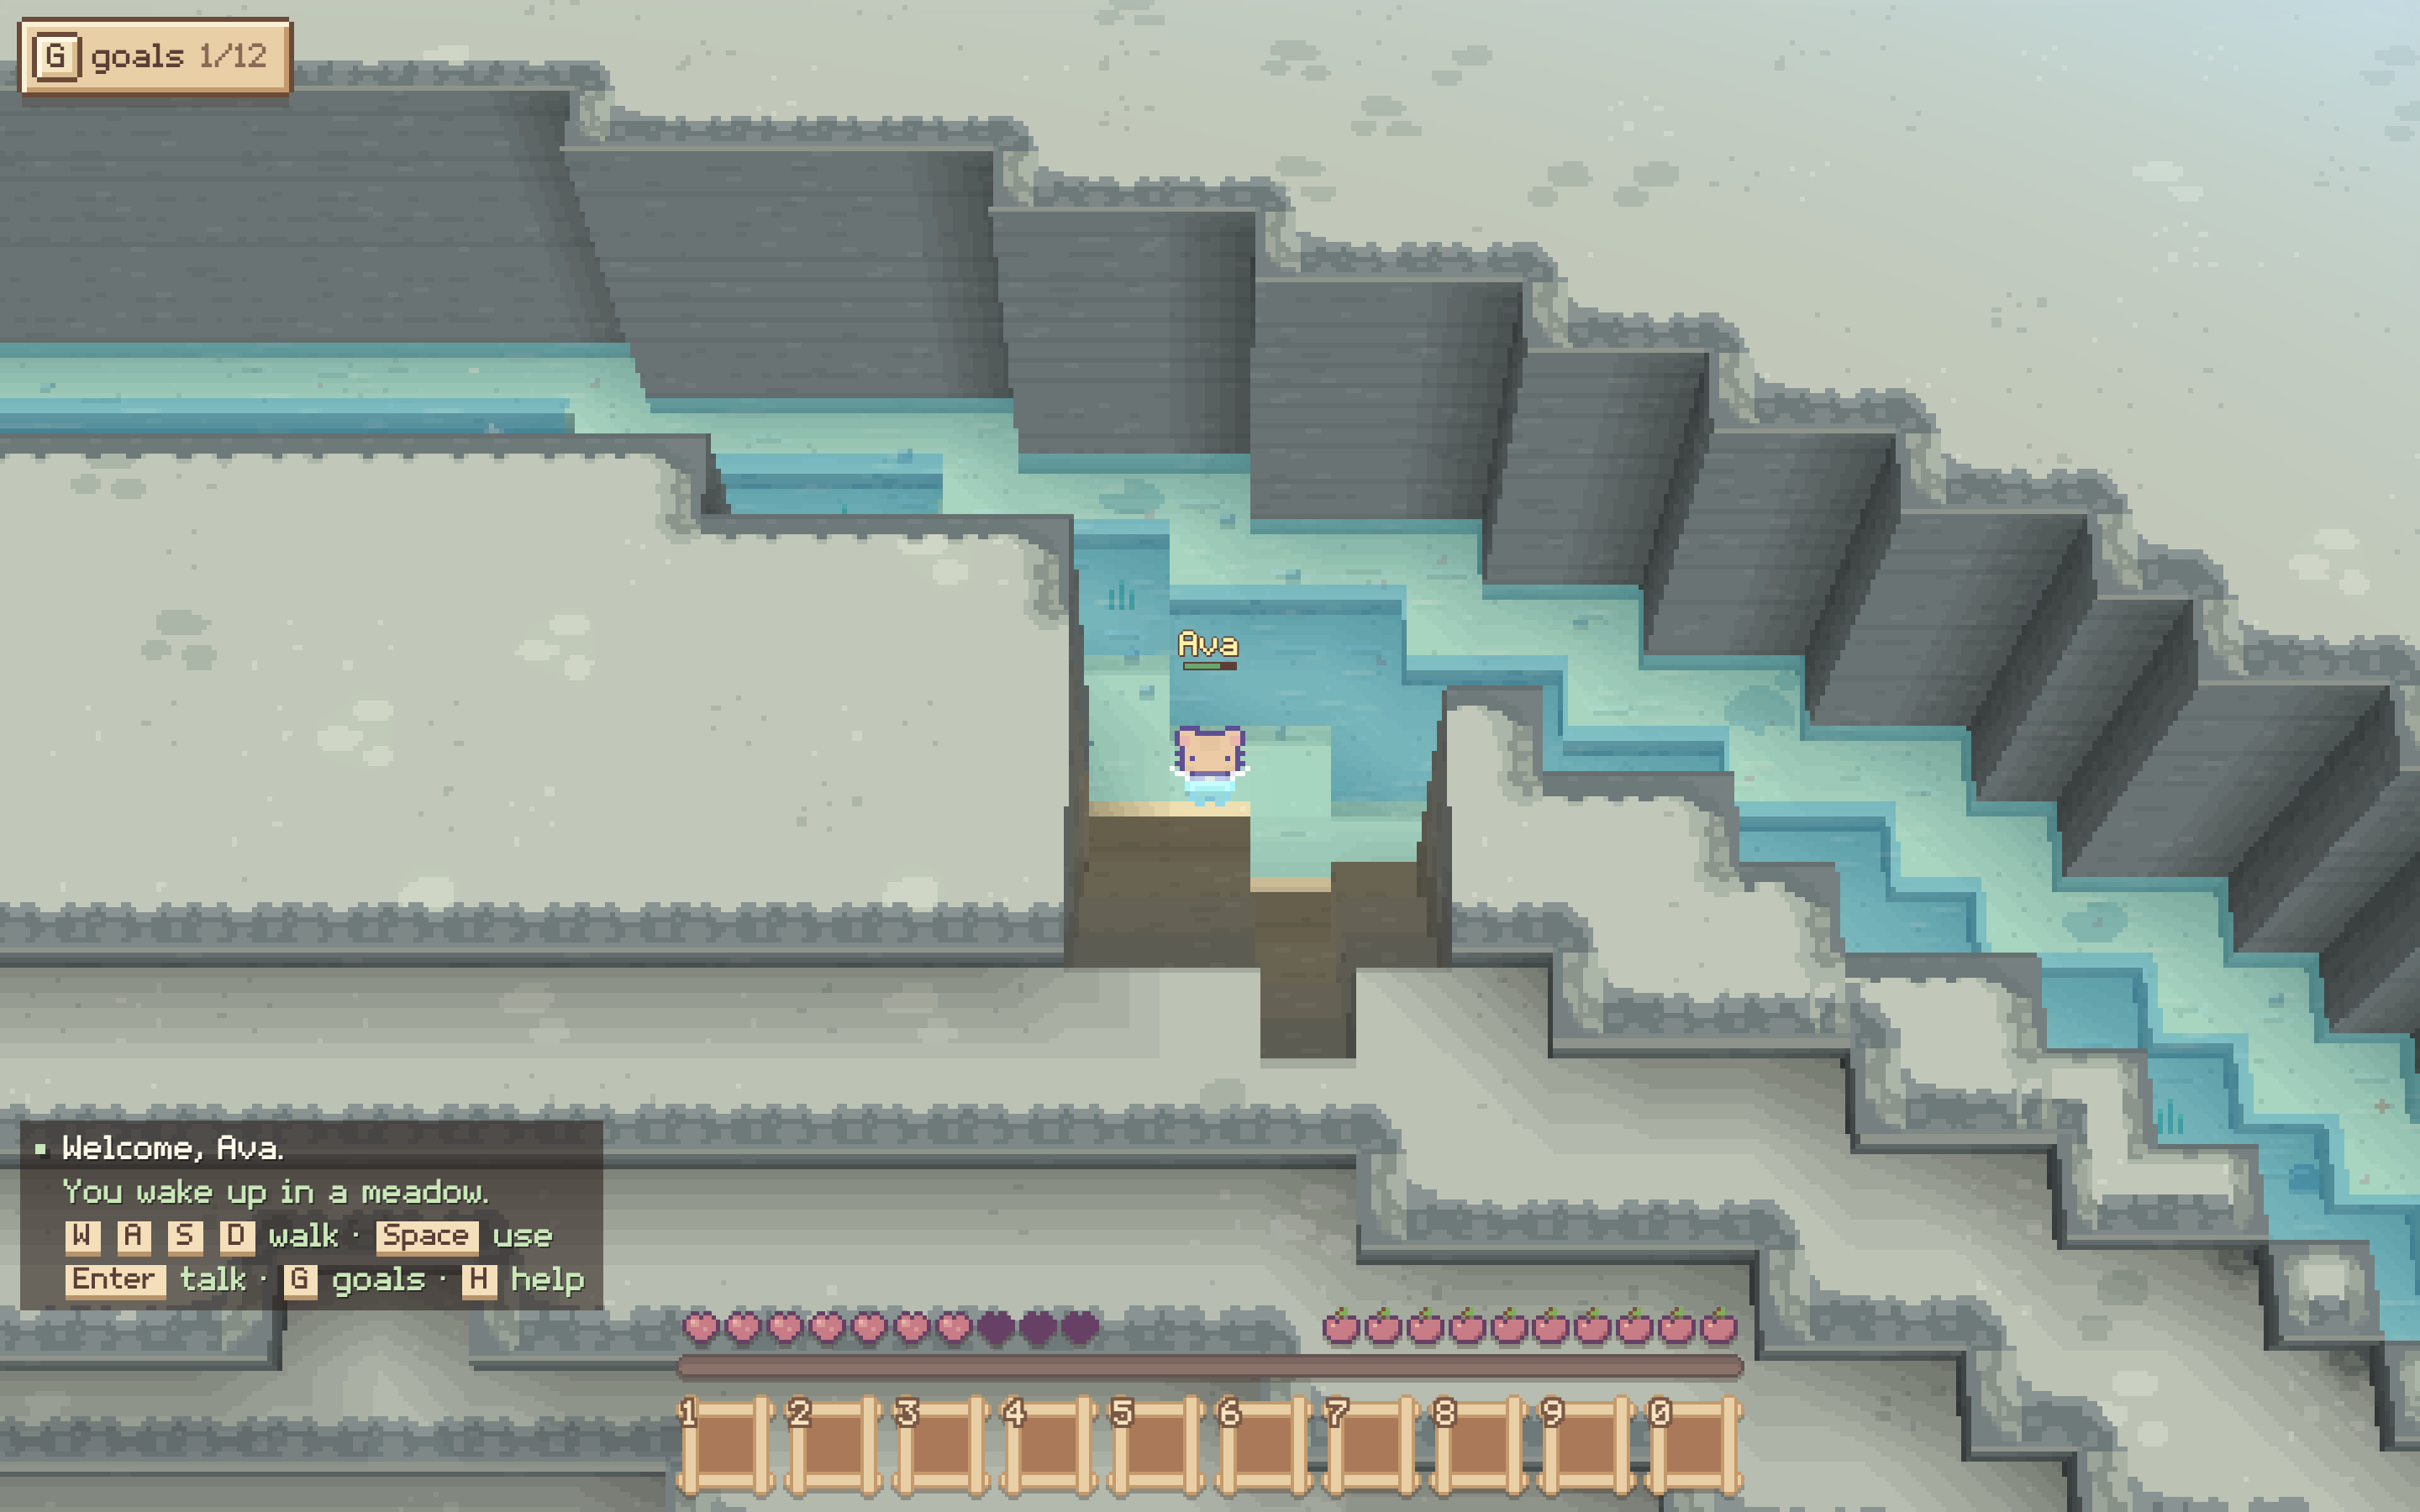 G goals 1/12
Ava
Welcome, Ava.
You wake up in a meadow.
W A S D walk · Space use
Enter talk · G goals · H help
1 2 3 4 5 6 7 8 9 0